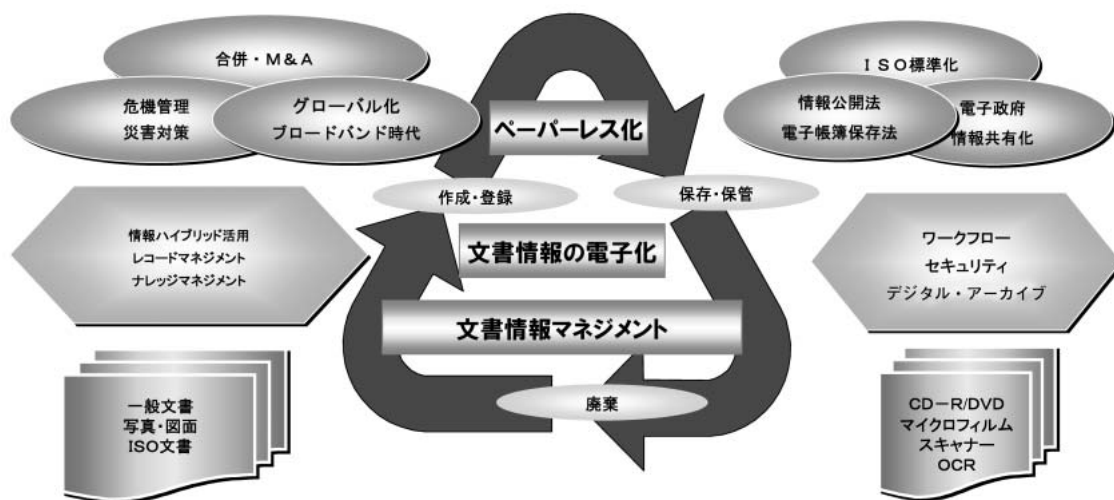 合併・M&A
危機管理
災害対策
グローバル化
ブロードバンド時代
ペーパーレス化
ISO標準化
情報公開法
電子帳簿保存法
電子政府
情報共有化
作成・登録
保存・保管
情報ハイブリッド活用
レコードマネジメント
ナレッジマネジメント
文書情報の電子化
ワークフロー
セキュリティ
デジタル・アーカイブ
文書情報マネジメント
一般文書
写真・図面
ISO文書
廃棄
CD-R/DVD
マイクロフィルム
スキャナー
OCR